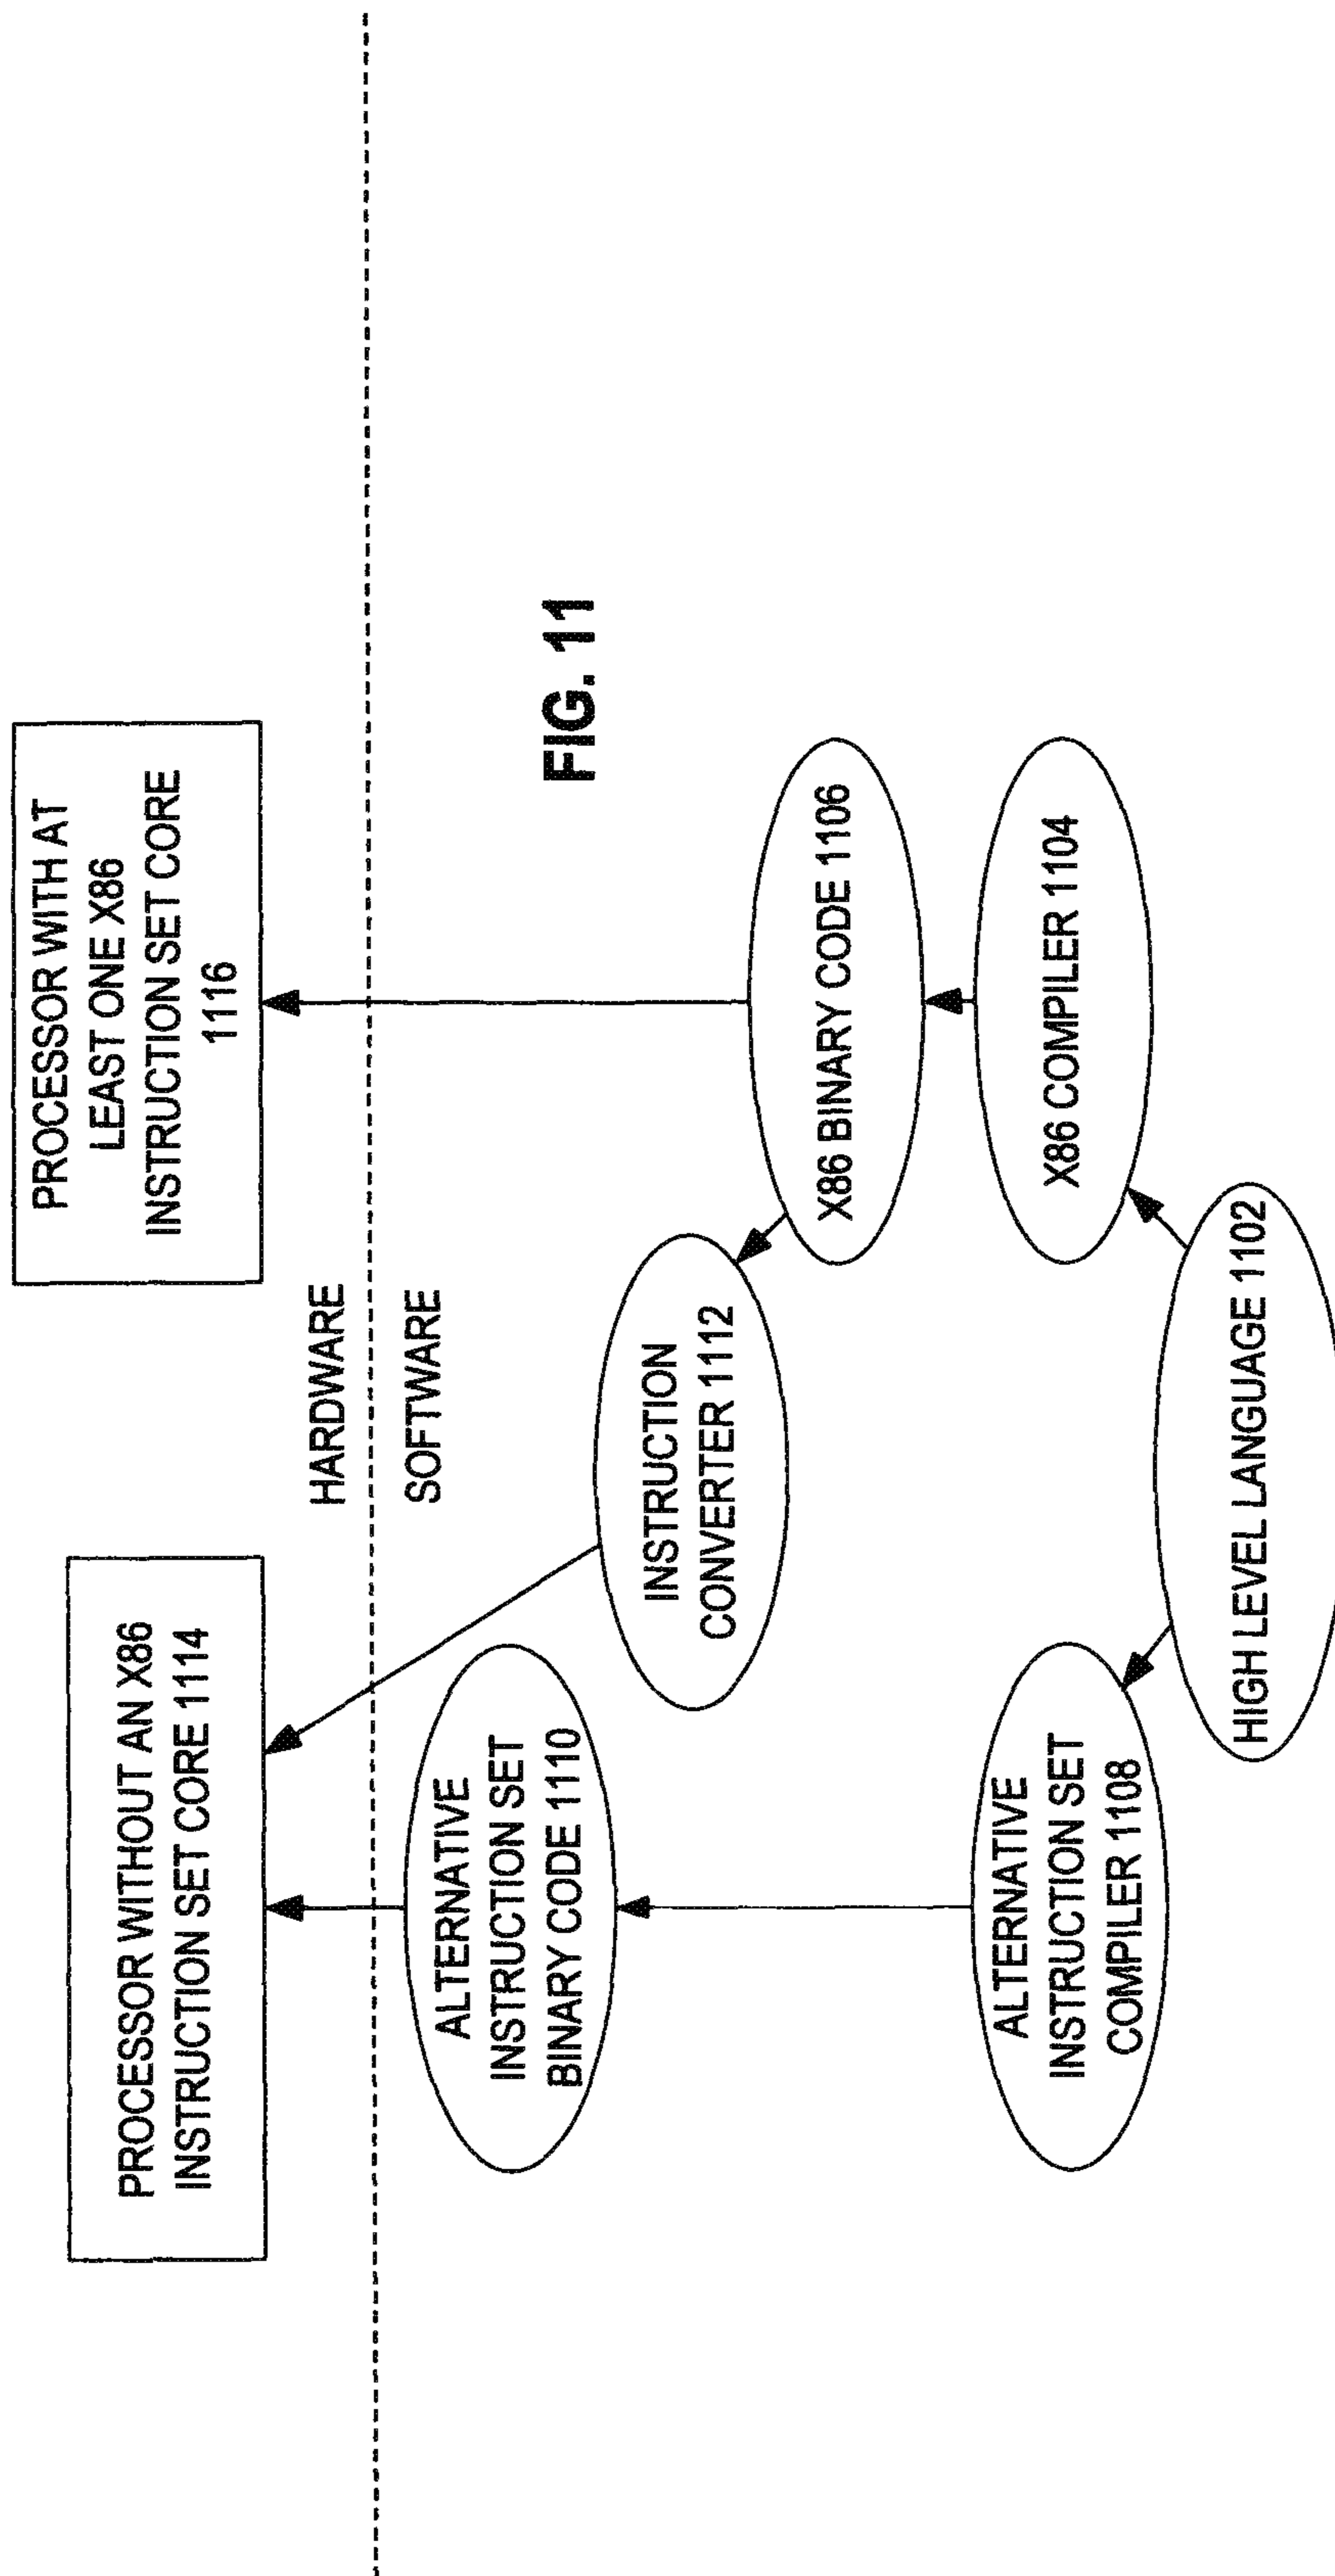 PROCESSOR WITHOUT AN X86
INSTRUCTION SET CORE 1114
PROCESSOR WITH AT
LEAST ONE X86
INSTRUCTION SET CORE
1116
HARDWARE
SOFTWARE
ALTERNATIVE
INSTRUCTION SET
BINARY CODE 1110
INSTRUCTION
CONVERTER 1112
FIG. 11
X86 BINARY CODE 1106
ALTERNATIVE
INSTRUCTION SET
COMPILER 1108
X86 COMPILER 1104
HIGH LEVEL LANGUAGE 1102